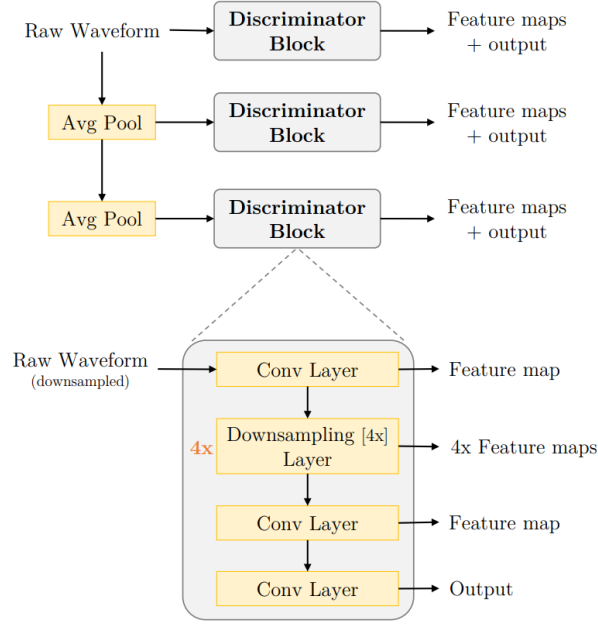 Raw Waveform
Discriminator
Block
Feature maps
+ output
Avg Pool
Discriminator
Block
Feature maps
+ output
Avg Pool
Discriminator
Block
Feature maps
+ output
Raw Waveform
(downsampled)
Conv Layer
Feature map
4x
Downsampling [4x]
Layer
4x Feature maps
Conv Layer
Feature map
Conv Layer
Output